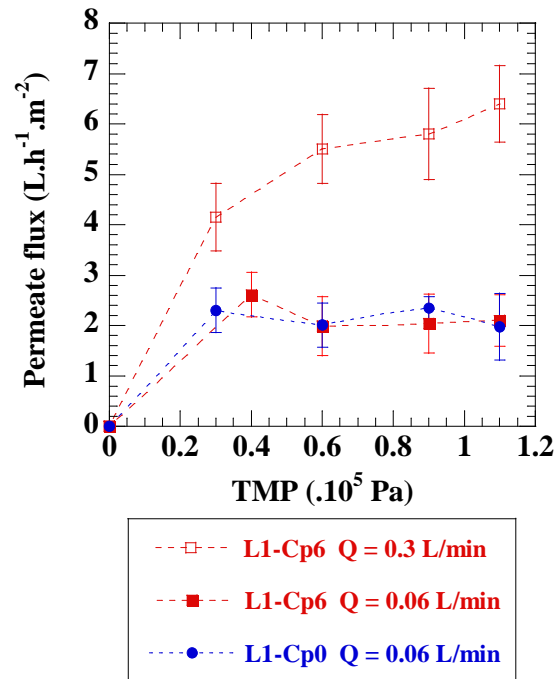 8
7
6
5
4
3
2
1
0
Permeate flux (L.h⁻¹.m⁻²)
0 0.2 0.4 0.6 0.8 1 1.2
TMP (.10⁵ Pa)
L1-Cp6 Q = 0.3 L/min
L1-Cp6 Q = 0.06 L/min
L1-Cp0 Q = 0.06 L/min